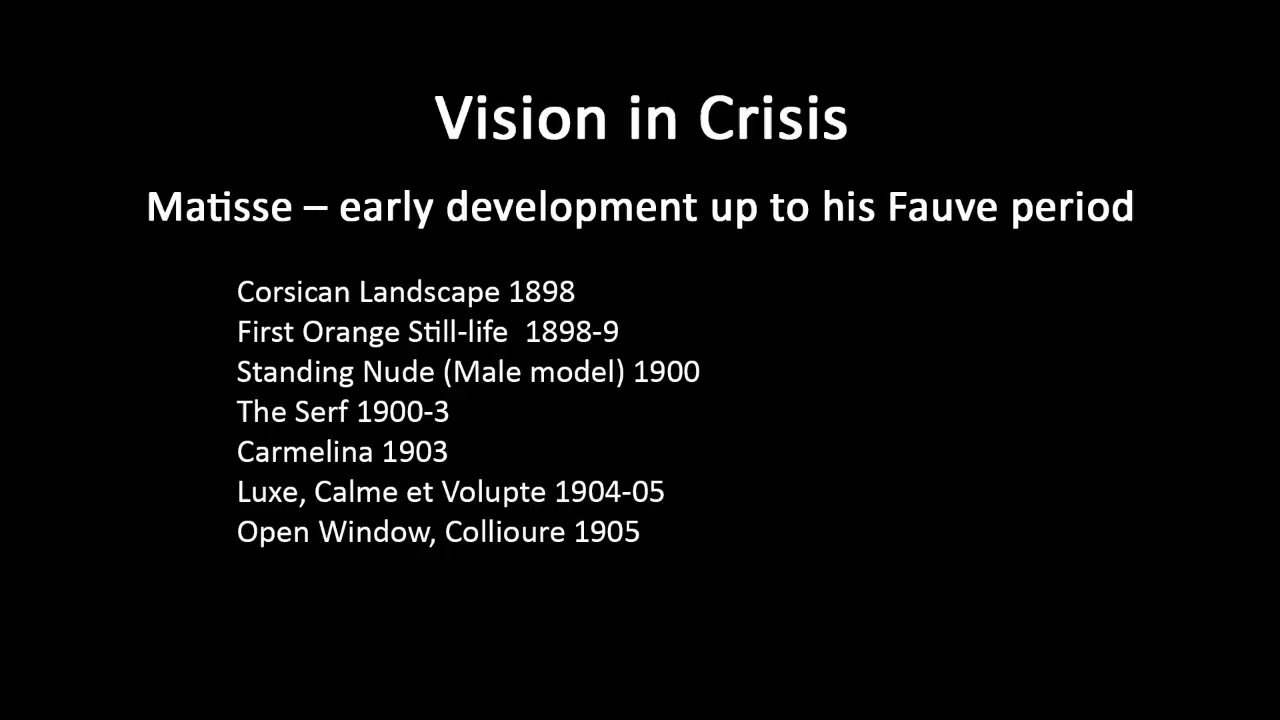 Vision in Crisis
Matisse – early development up to his Fauve period
Corsican Landscape 1898
First Orange Still-life  1898-9
Standing Nude (Male model) 1900
The Serf 1900-3
Carmelina 1903
Luxe, Calme et Volupte 1904-05
Open Window, Collioure 1905